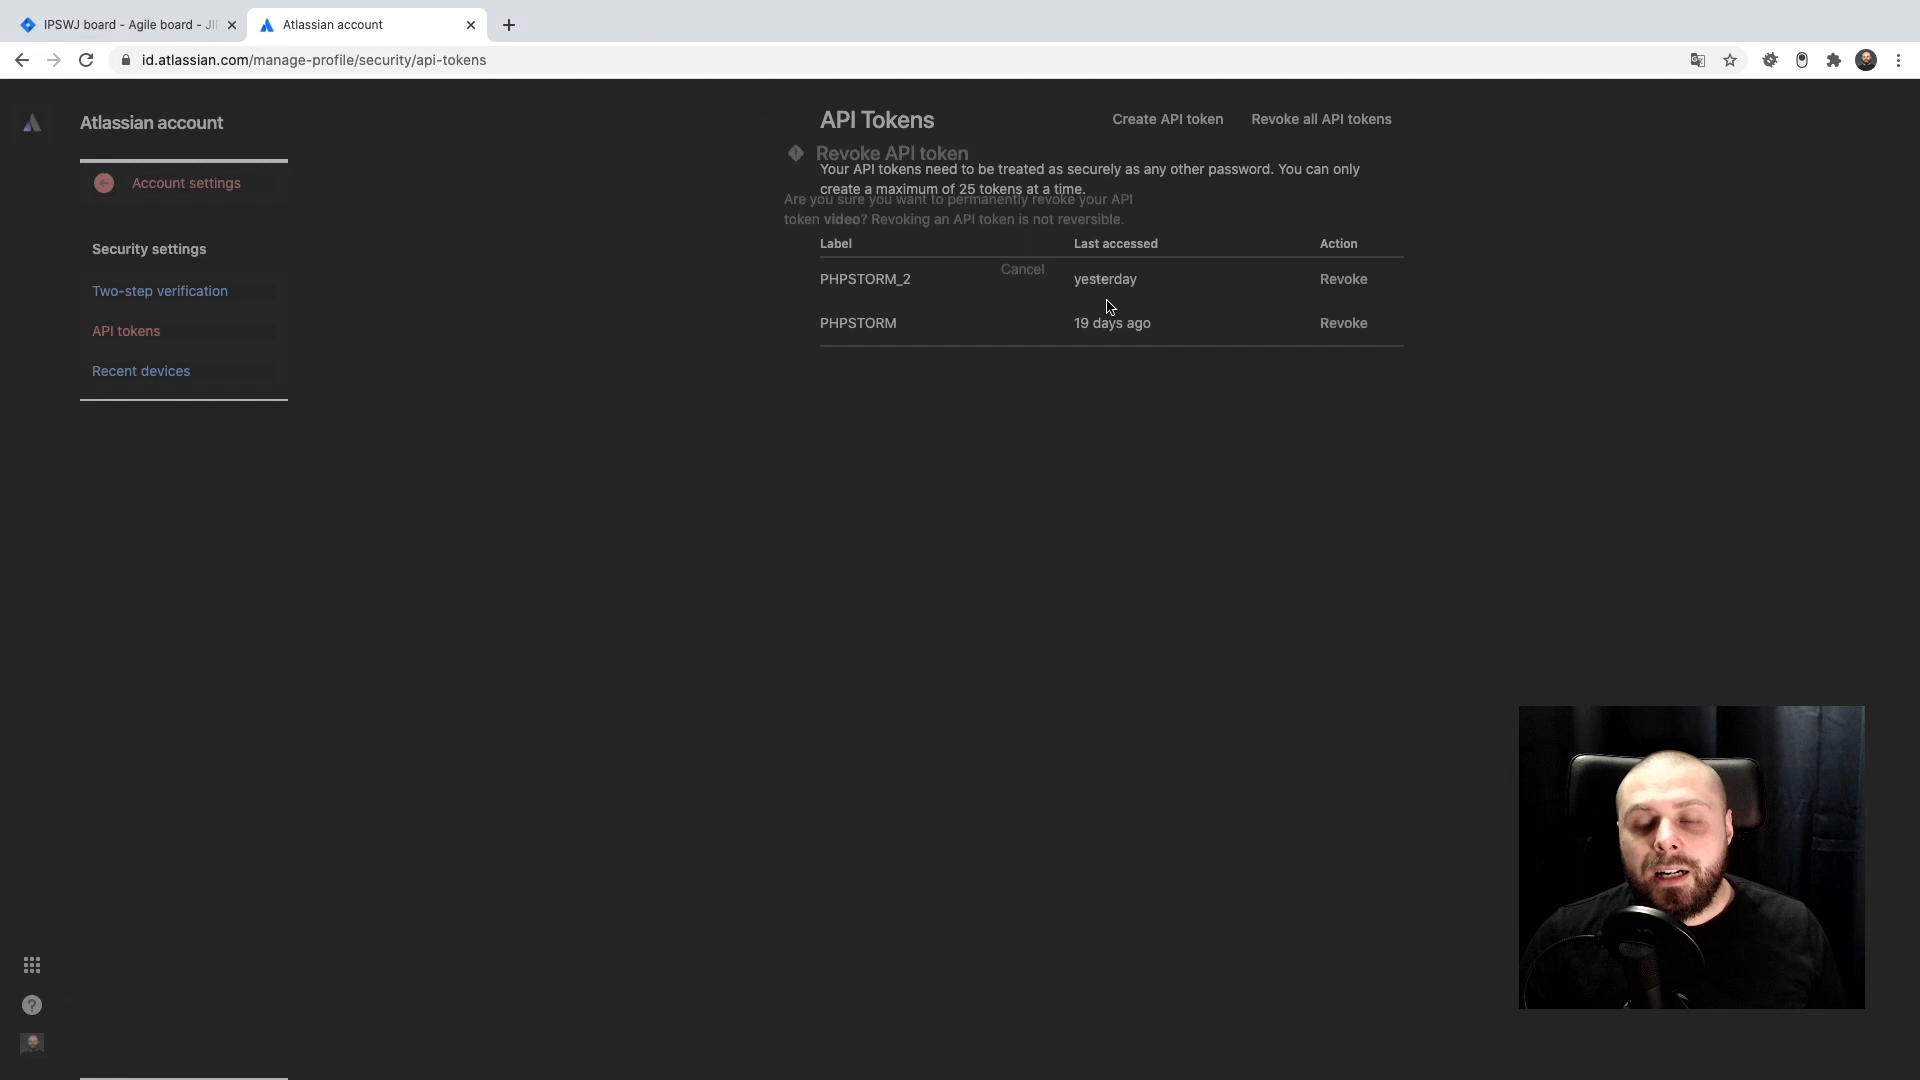 IPSWJ board - Agile board - JI
Atlassian account
id.atlassian.com/manage-profile/security/api-tokens
Atlassian account
Account settings
Security settings
Two-step verification
API tokens
Recent devices
API Tokens
Create API token
Revoke all API tokens
Revoke API token
Your API tokens need to be treated as securely as any other password. You can only
create a maximum of 25 tokens at a time.
Are you sure you want to permanently revoke your API
token video? Revoking an API token is not reversible.
Label Last accessed Action
Cancel
PHPSTORM_2 yesterday Revoke
PHPSTORM 19 days ago Revoke